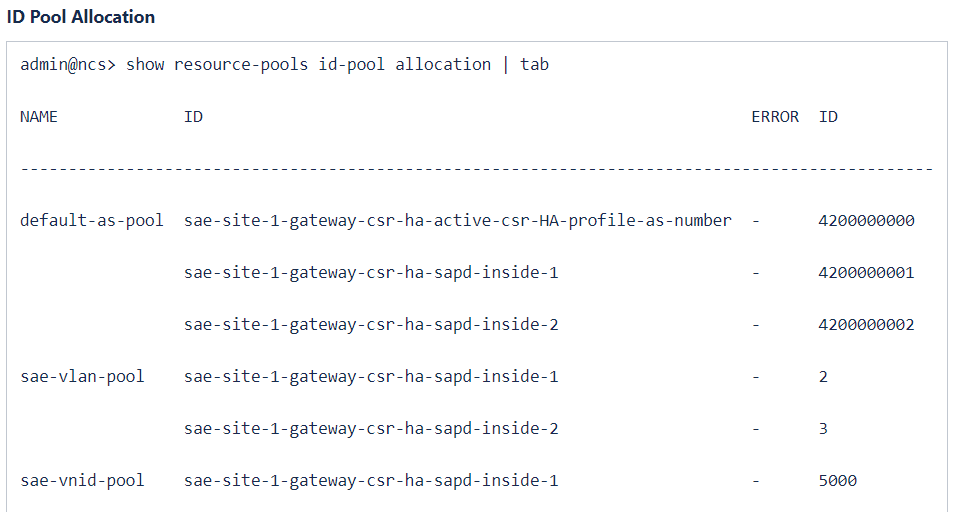 ID Pool Allocation
admin@ncs> show resource-pools id-pool allocation | tab
NAME ID ERROR ID
-----------------------------------------------------------------------------------------------
default-as-pool sae-site-1-gateway-csr-ha-active-csr-HA-profile-as-number - 4200000000
sae-site-1-gateway-csr-ha-sapd-inside-1 - 4200000001
sae-site-1-gateway-csr-ha-sapd-inside-2 - 4200000002
sae-vlan-pool sae-site-1-gateway-csr-ha-sapd-inside-1 - 2
sae-site-1-gateway-csr-ha-sapd-inside-2 - 3
sae-vnid-pool sae-site-1-gateway-csr-ha-sapd-inside-1 - 5000